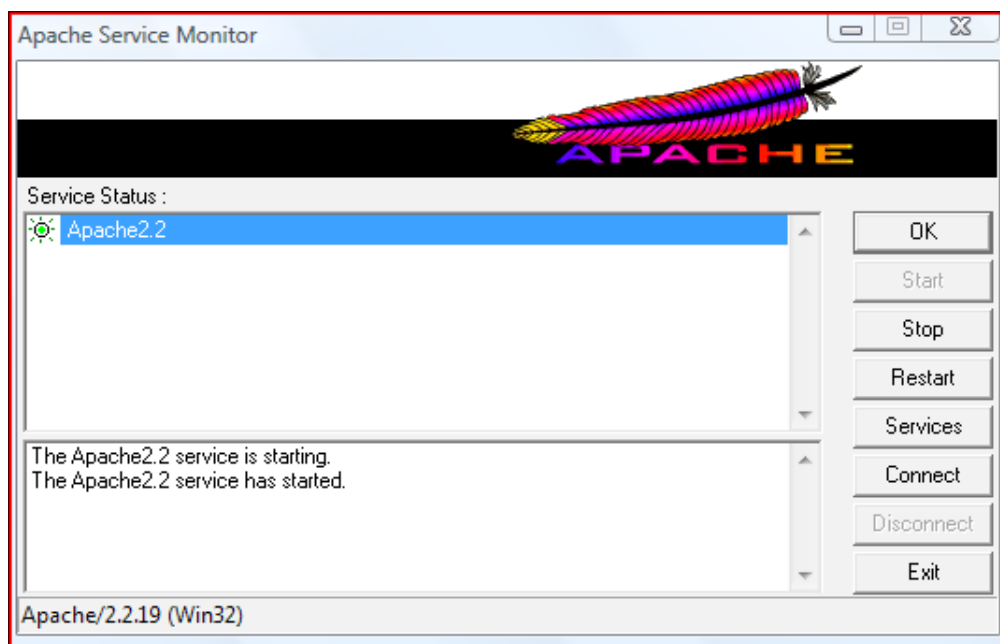 Apache Service Monitor
APACHE
Service Status :
Apache2.2
OK
Start
Stop
Restart
Services
Connect
Disconnect
Exit
The Apache2.2 service is starting.
The Apache2.2 service has started.
Apache/2.2.19 (Win32)